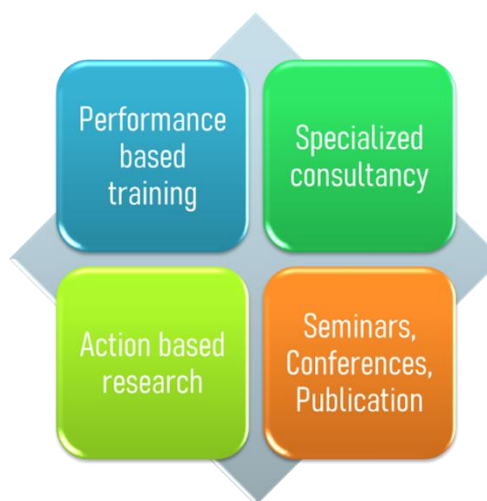 Performance
based
training
Specialized
consultancy
Action based
research
Seminars,
Conferences,
Publication